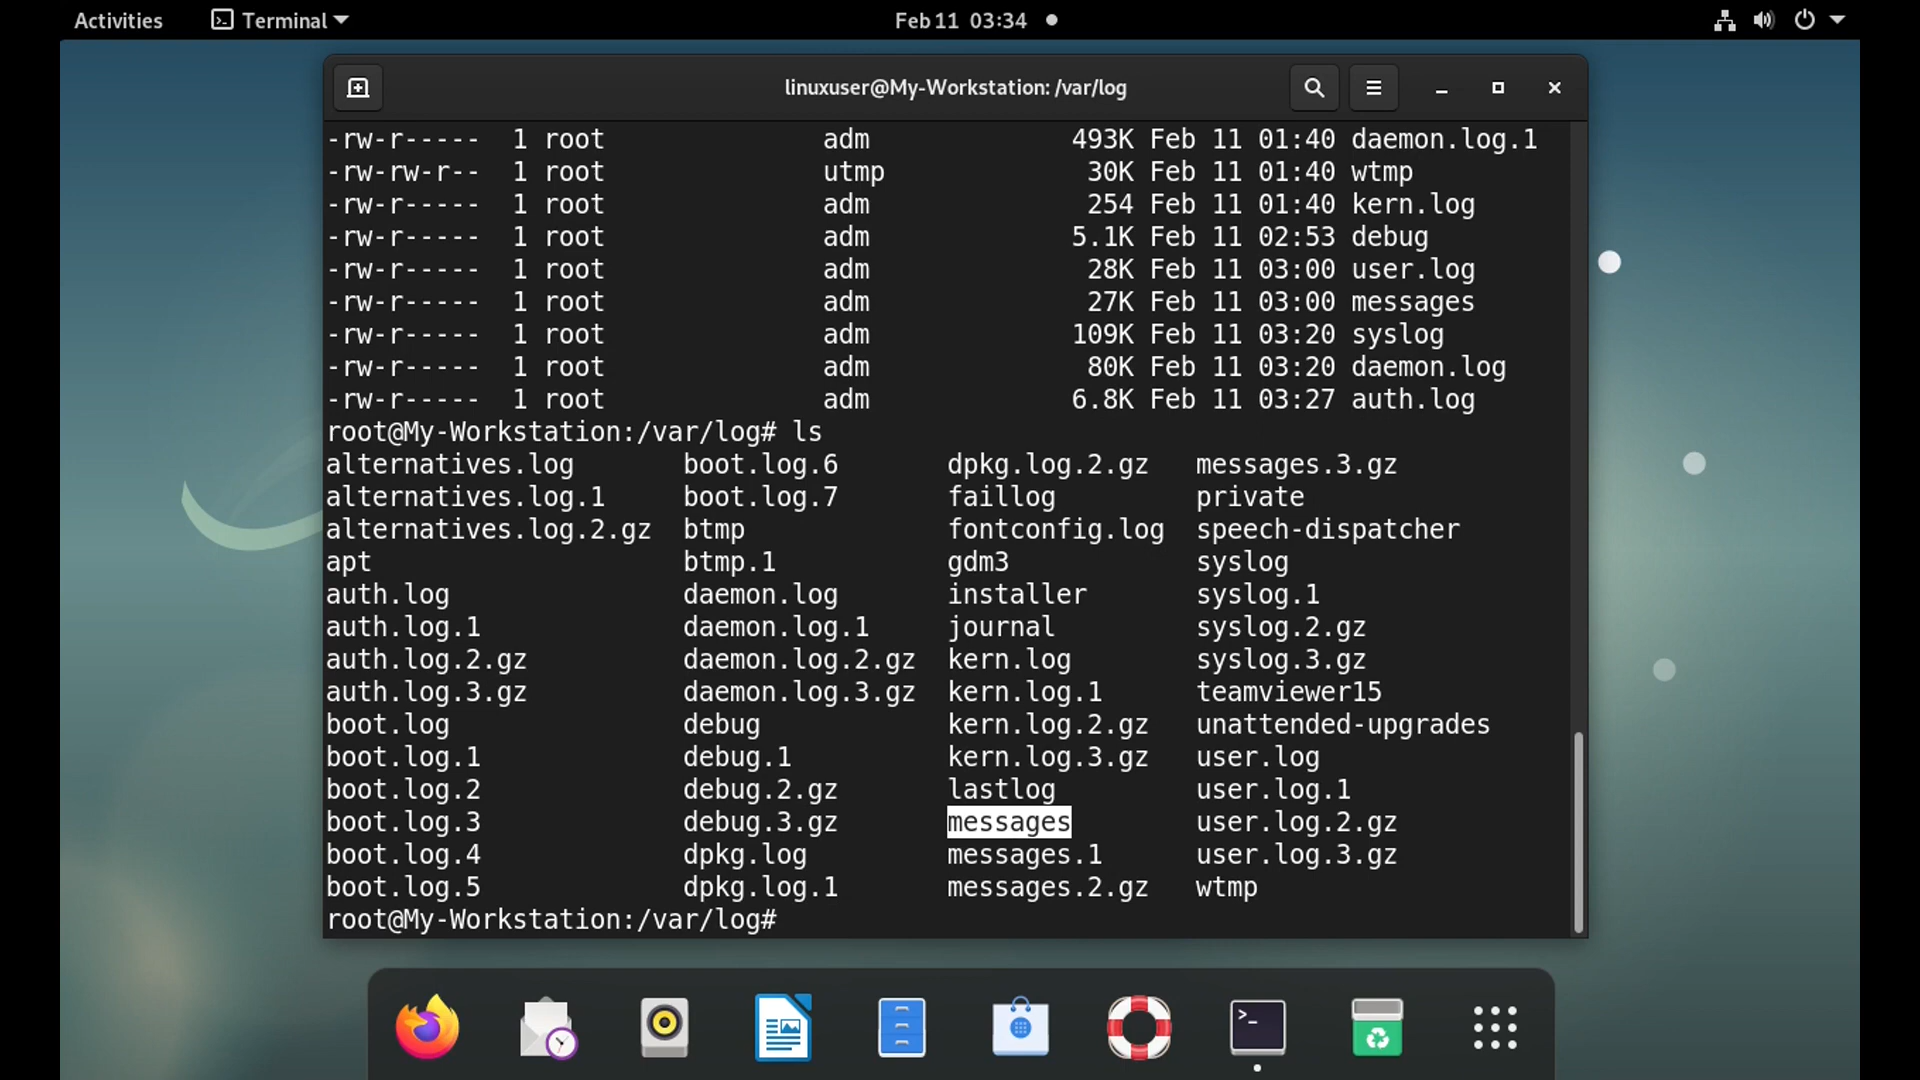 Activities Terminal Feb 11 03:34
linuxuser@My-Workstation: /var/log
-rw-r----- 1 root adm 493K Feb 11 01:40 daemon.log.1
-rw-rw-r-- 1 root utmp 30K Feb 11 01:40 wtmp
-rw-r----- 1 root adm 254 Feb 11 01:40 kern.log
-rw-r----- 1 root adm 5.1K Feb 11 02:53 debug
-rw-r----- 1 root adm 28K Feb 11 03:00 user.log
-rw-r----- 1 root adm 27K Feb 11 03:00 messages
-rw-r----- 1 root adm 109K Feb 11 03:20 syslog
-rw-r----- 1 root adm 80K Feb 11 03:20 daemon.log
-rw-r----- 1 root adm 6.8K Feb 11 03:27 auth.log
root@My-Workstation:/var/log# ls
alternatives.log boot.log.6 dpkg.log.2.gz messages.3.gz
alternatives.log.1 boot.log.7 faillog private
alternatives.log.2.gz btmp fontconfig.log speech-dispatcher
apt btmp.1 gdm3 syslog
auth.log daemon.log installer syslog.1
auth.log.1 daemon.log.1 journal syslog.2.gz
auth.log.2.gz daemon.log.2.gz kern.log syslog.3.gz
auth.log.3.gz daemon.log.3.gz kern.log.1 teamviewer15
boot.log debug kern.log.2.gz unattended-upgrades
boot.log.1 debug.1 kern.log.3.gz user.log
boot.log.2 debug.2.gz lastlog user.log.1
boot.log.3 debug.3.gz messages user.log.2.gz
boot.log.4 dpkg.log messages.1 user.log.3.gz
boot.log.5 dpkg.log.1 messages.2.gz wtmp
root@My-Workstation:/var/log#